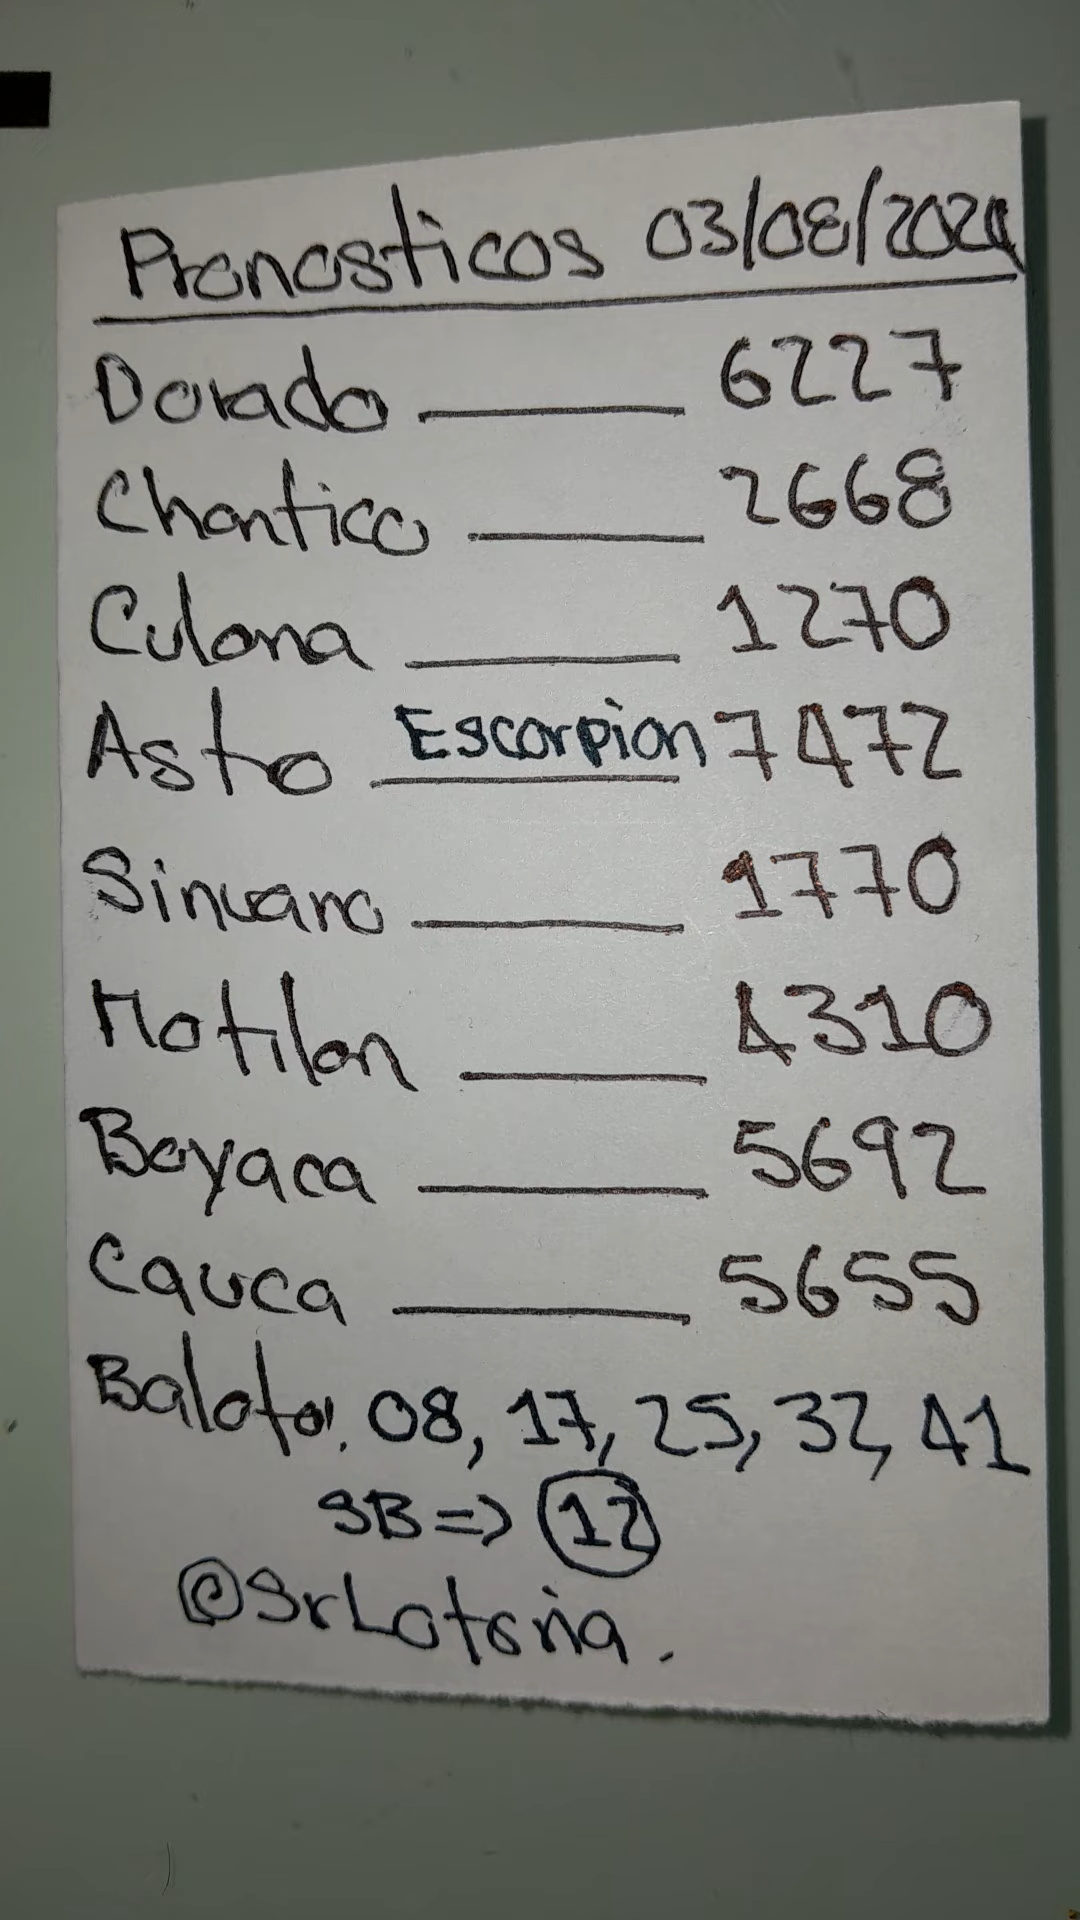 Pronosticos 03/08/2024
Dorado 6227
Chontico 2668
Culona 1270
Astro Escorpion 7472
Sinuano 1770
Motilon 4310
Boyaca 5692
Cauca 5655
Baloto!, 08, 17, 25, 32, 41
SB => 12
@SrLoteria.